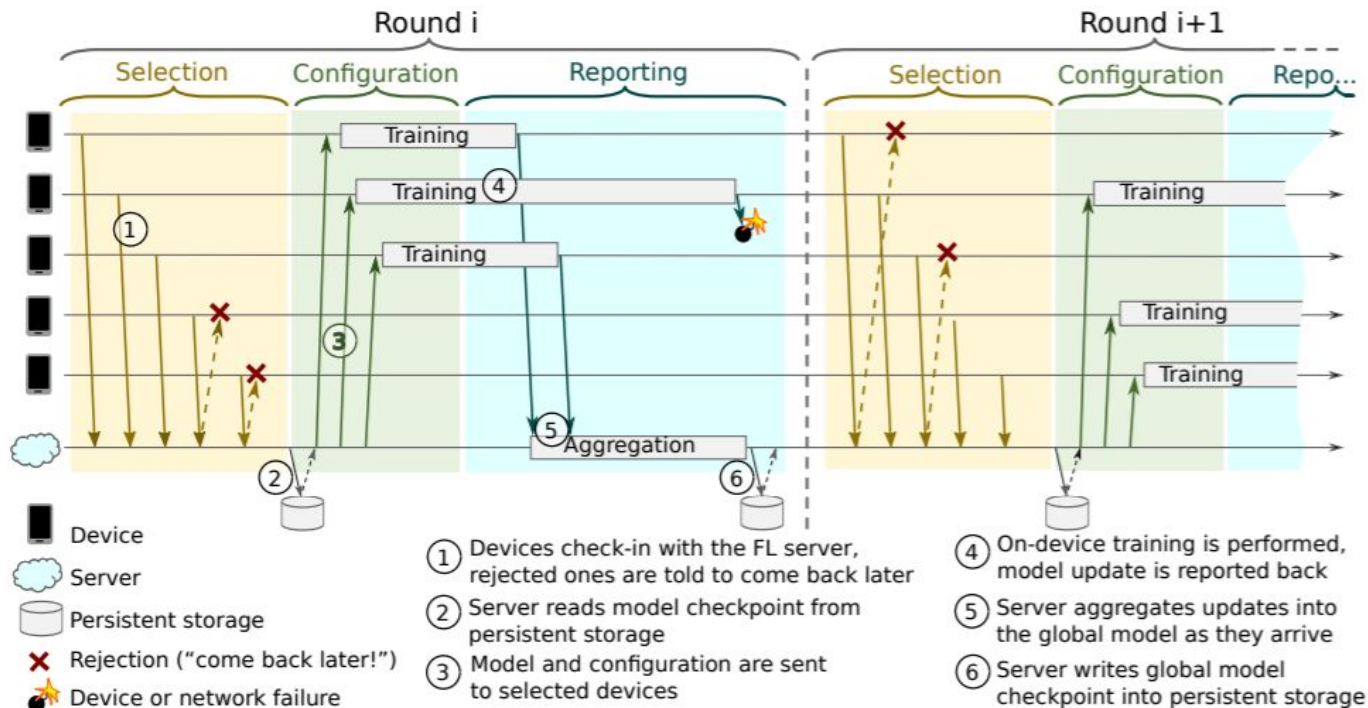 Round i
Round i+1
Selection
Configuration
Reporting
Selection
Configuration
Repo...
Training
Training
4
Training
1
3
Training
Training
Training
5
Aggregation
2
6
Device
Server
Persistent storage
Rejection (“come back later!”)
Device or network failure
1 Devices check-in with the FL server,
rejected ones are told to come back later
2 Server reads model checkpoint from
persistent storage
3 Model and configuration are sent
to selected devices
4 On-device training is performed,
model update is reported back
5 Server aggregates updates into
the global model as they arrive
6 Server writes global model
checkpoint into persistent storage